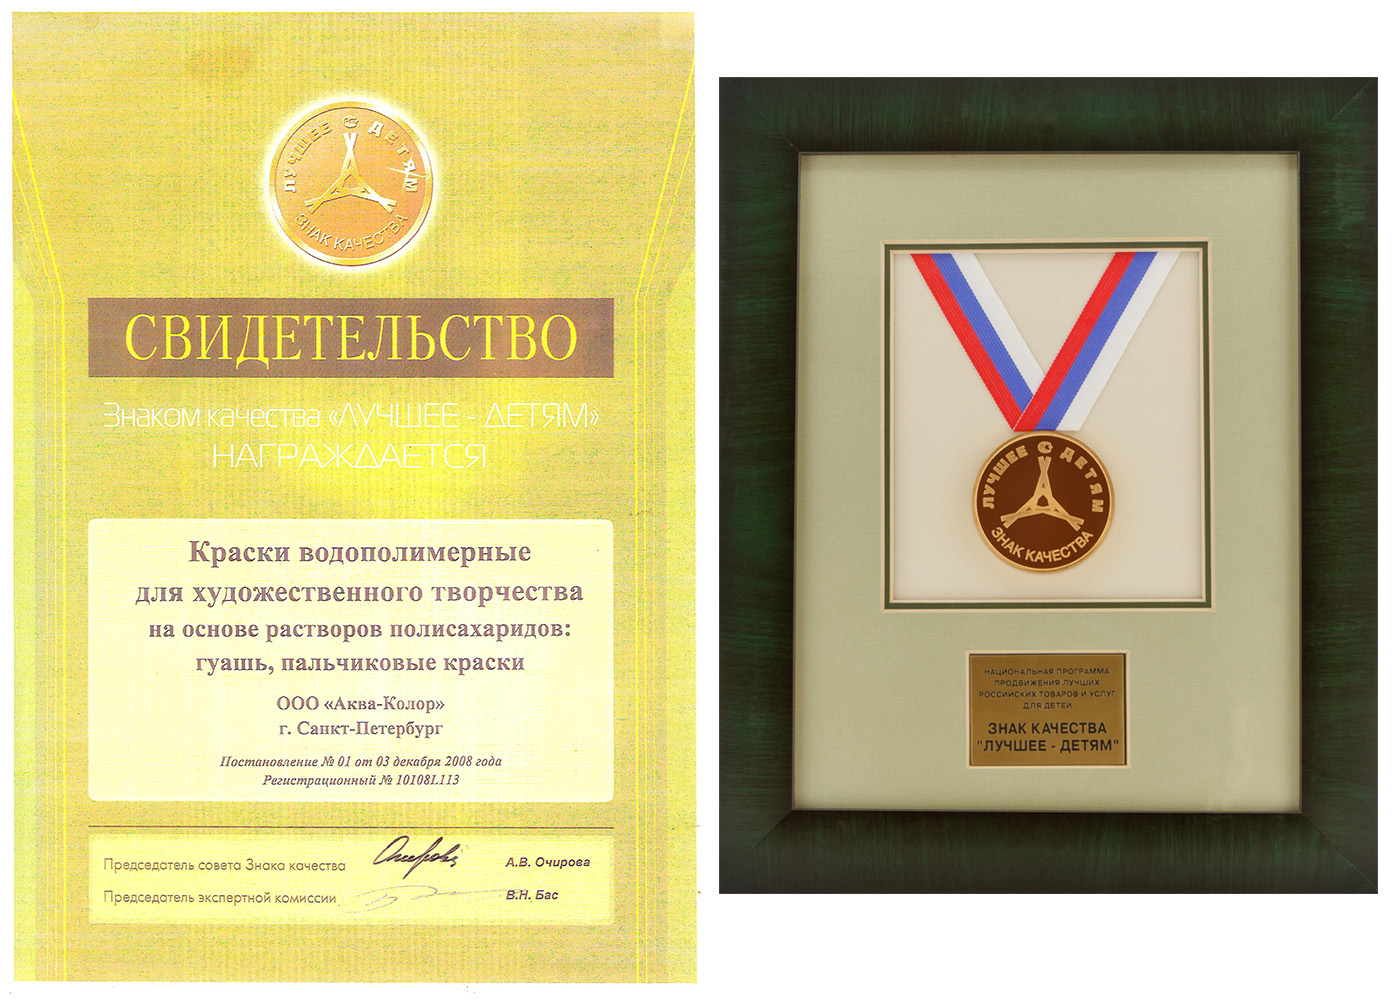 ЛУЧШЕЕ ДЕТЯМ
ЗНАК КАЧЕСТВА
СВИДЕТЕЛЬСТВО
Знаком качества «ЛУЧШЕЕ - ДЕТЯМ»
НАГРАЖДАЕТСЯ
Краски водополимерные
для художественного творчества
на основе растворов полисахаридов:
гуашь, пальчиковые краски
ООО «Аква-Колор»
г. Санкт-Петербург
Постановление № 01 от 03 декабря 2008 года
Регистрационный № 10108L113
Председатель совета Знака качества
А.В. Очирова
Председатель экспертной комиссии
В.Н. Бас
ЛУЧШЕЕ ДЕТЯМ
ЗНАК КАЧЕСТВА
НАЦИОНАЛЬНАЯ ПРОГРАММА
ПРОДВИЖЕНИЯ ЛУЧШИХ
РОССИЙСКИХ ТОВАРОВ И УСЛУГ
ДЛЯ ДЕТЕЙ
ЗНАК КАЧЕСТВА
"ЛУЧШЕЕ - ДЕТЯМ"